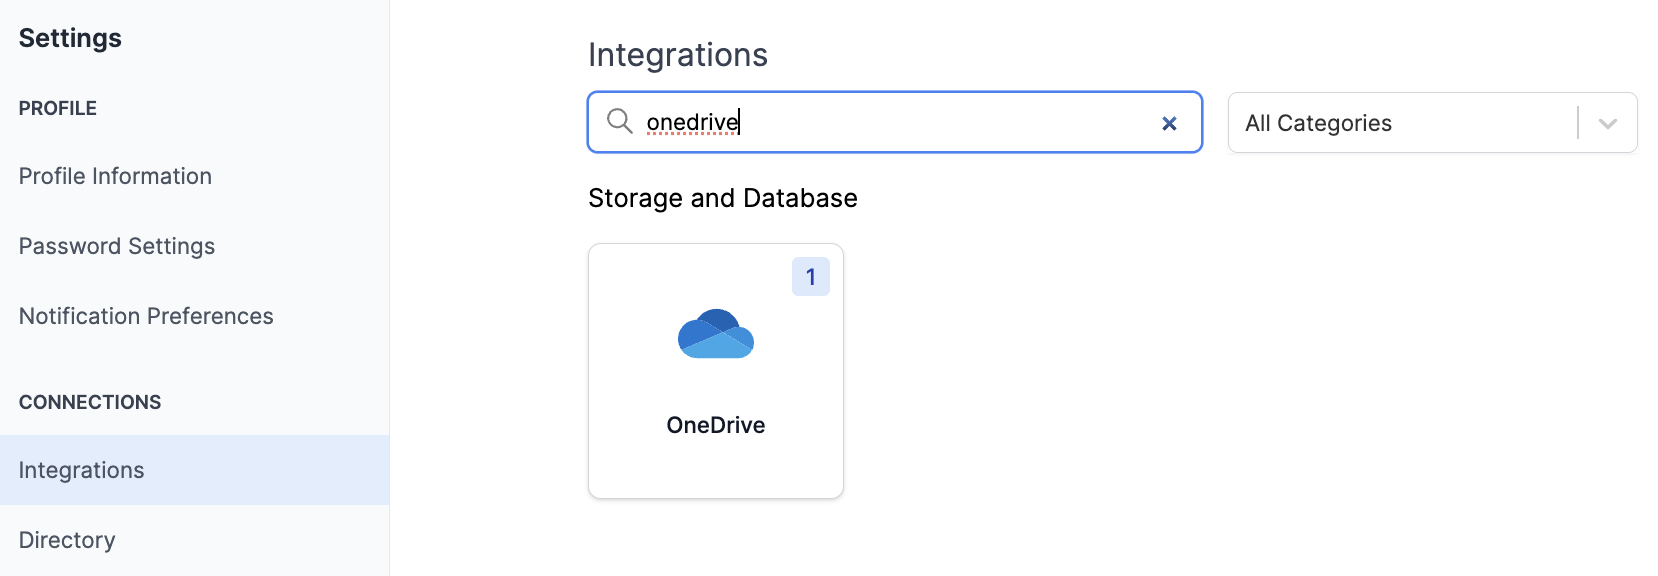 Settings
PROFILE
Profile Information
Password Settings
Notification Preferences
CONNECTIONS
Integrations
Directory
Integrations
onedrive
All Categories
Storage and Database
1
OneDrive